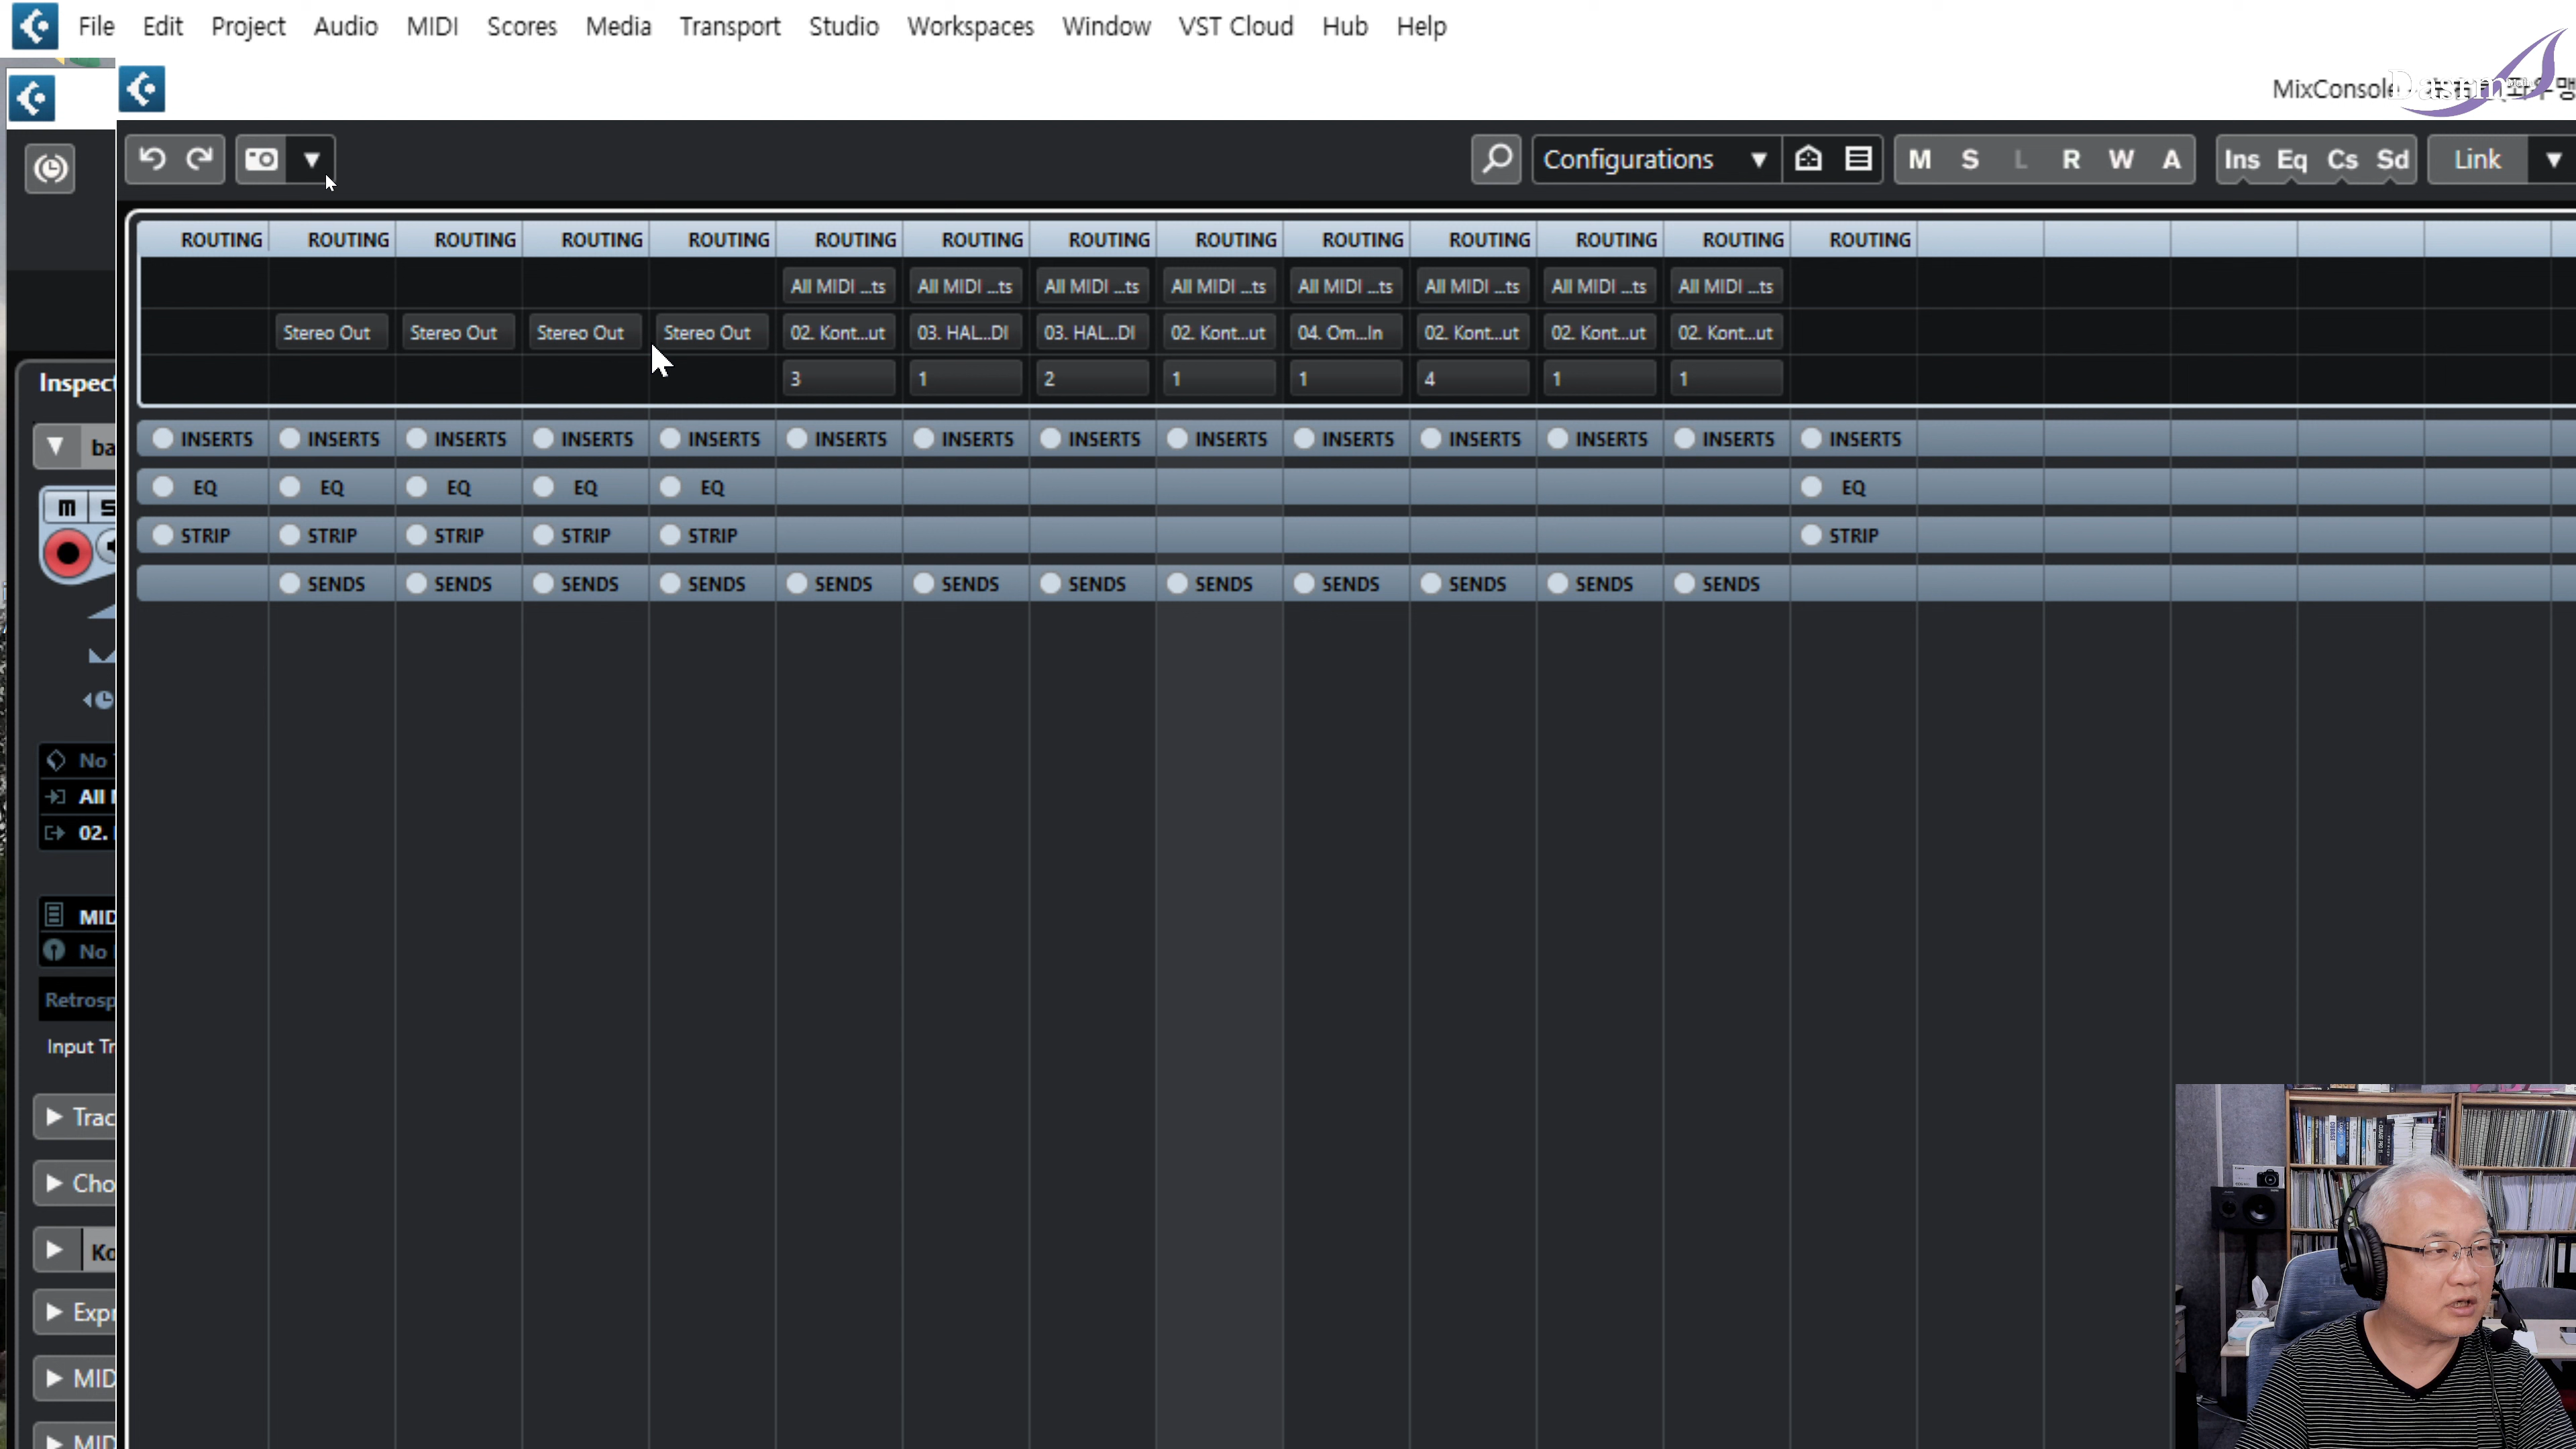 File Edit Project Audio MIDI Scores Media Transport Studio Workspaces Window VST Cloud Hub Help
MixConsole
Configurations M S L R W A Ins Eq Cs Sd Link
ROUTING ROUTING ROUTING ROUTING ROUTING ROUTING ROUTING ROUTING ROUTING ROUTING ROUTING ROUTING ROUTING ROUTING
All MIDI ...ts All MIDI ...ts All MIDI ...ts All MIDI ...ts All MIDI ...ts All MIDI ...ts All MIDI ...ts All MIDI ...ts
Stereo Out Stereo Out Stereo Out Stereo Out 02. Kont...ut 03. HAL...DI 03. HAL...DI 02. Kont...ut 04. Om...In 02. Kont...ut 02. Kont...ut 02. Kont...ut
3 1 2 1 1 4 1 1
INSERTS INSERTS INSERTS INSERTS INSERTS INSERTS INSERTS INSERTS INSERTS INSERTS INSERTS INSERTS INSERTS INSERTS
EQ EQ EQ EQ EQ EQ
STRIP STRIP STRIP STRIP STRIP STRIP
SENDS SENDS SENDS SENDS SENDS SENDS SENDS SENDS SENDS SENDS SENDS SENDS
Inspect
ba
m S
No
All
02.
MID
No
Retrosp
Input Tr
Trac
Cho
Ko
Expr
MID
MID